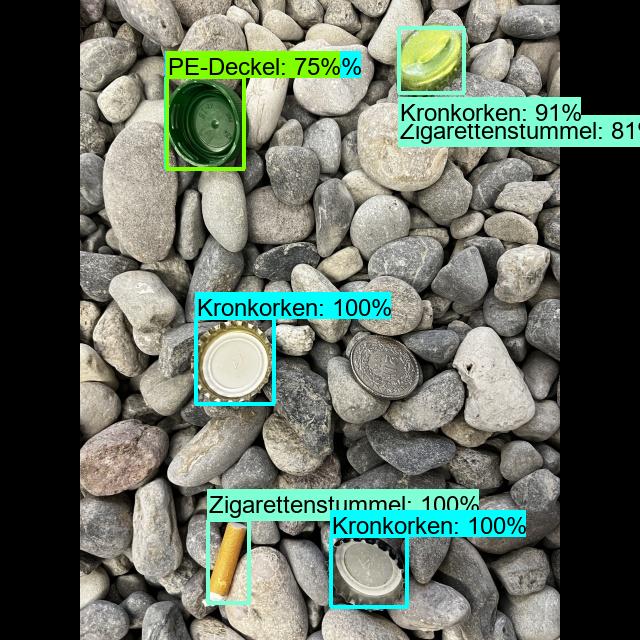 PE-Deckel: 75%%
Kronkorken: 91%
Zigarettenstummel: 81%
Kronkorken: 100%
Zigarettenstummel: 100%
Kronkorken: 100%